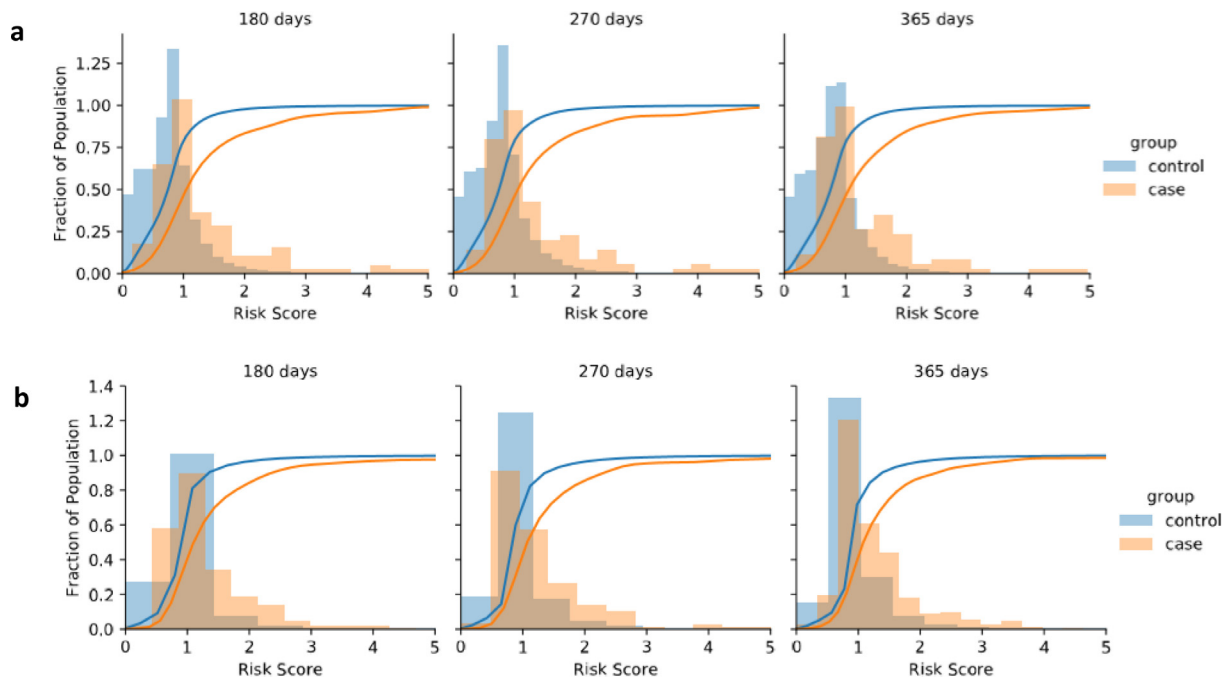 a
180 days
270 days
365 days
Fraction of Population
1.25
1.00
0.75
0.50
0.25
0.00
0 1 2 3 4 5
0 1 2 3 4 5
0 1 2 3 4 5
Risk Score
Risk Score
Risk Score
group
control
case
b
180 days
270 days
365 days
Fraction of Population
1.4
1.2
1.0
0.8
0.6
0.4
0.2
0.0
0 1 2 3 4 5
0 1 2 3 4 5
0 1 2 3 4 5
Risk Score
Risk Score
Risk Score
group
control
case